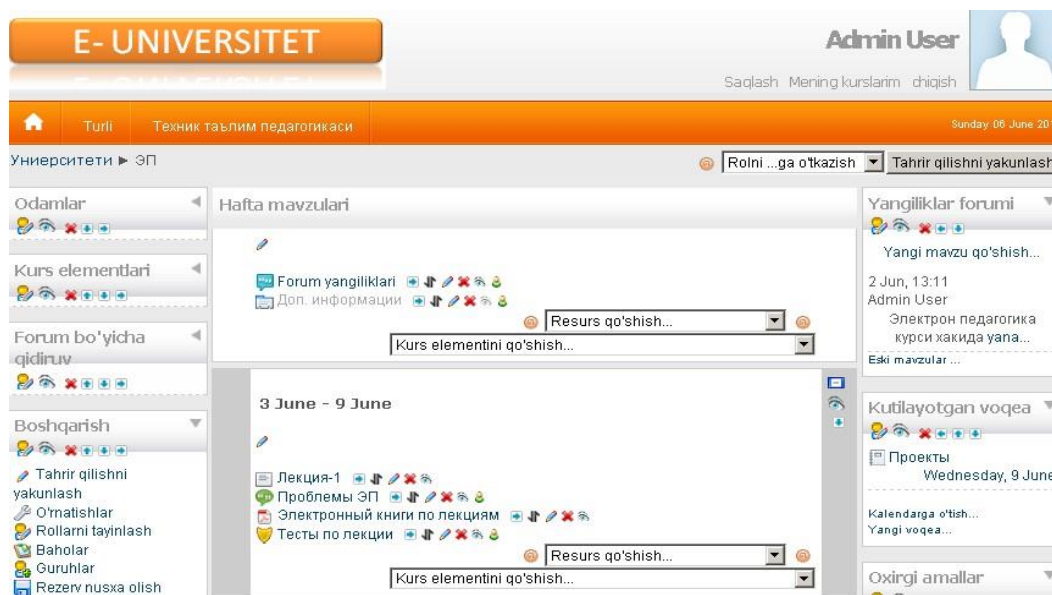 E- UNIVERSITET
Admin User
Saqlash Mening kurslarim chiqish
Turli Техник таълим педагогикаси
Sunday 06 June 20
Университети ► ЭП
Rolni ...ga o'tkazish Tahrir qilishni yakunlash
Odamlar
Kurs elementlari
Forum bo'yicha
qidiruv
Boshqarish
Tahrir qilishni
yakunlash
O'rnatishlar
Rollarni tayinlash
Baholar
Guruhlar
Rezerv nusxa olish
Hafta mavzulari
Forum yangiliklari
Доп. информации
Resurs qo'shish...
Kurs elementini qo'shish...
3 June - 9 June
Лекция-1
Проблемы ЭП
Электронный книги по лекциям
Тесты по лекции
Resurs qo'shish...
Kurs elementini qo'shish...
Yangiliklar forumi
Yangi mavzu qo'shish...
2 Jun, 13:11
Admin User
Электрон педагогика
курси хакида yana...
Eski mavzular ...
Kutilayotgan voqea
Проекты
Wednesday, 9 June
Kalendarga o'tish...
Yangi voqea...
Oxirgi amallar